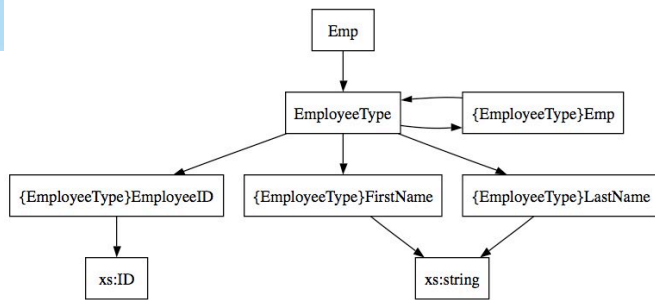 Emp
EmployeeType
{EmployeeType}Emp
{EmployeeType}EmployeeID
{EmployeeType}FirstName
{EmployeeType}LastName
xs:ID
xs:string